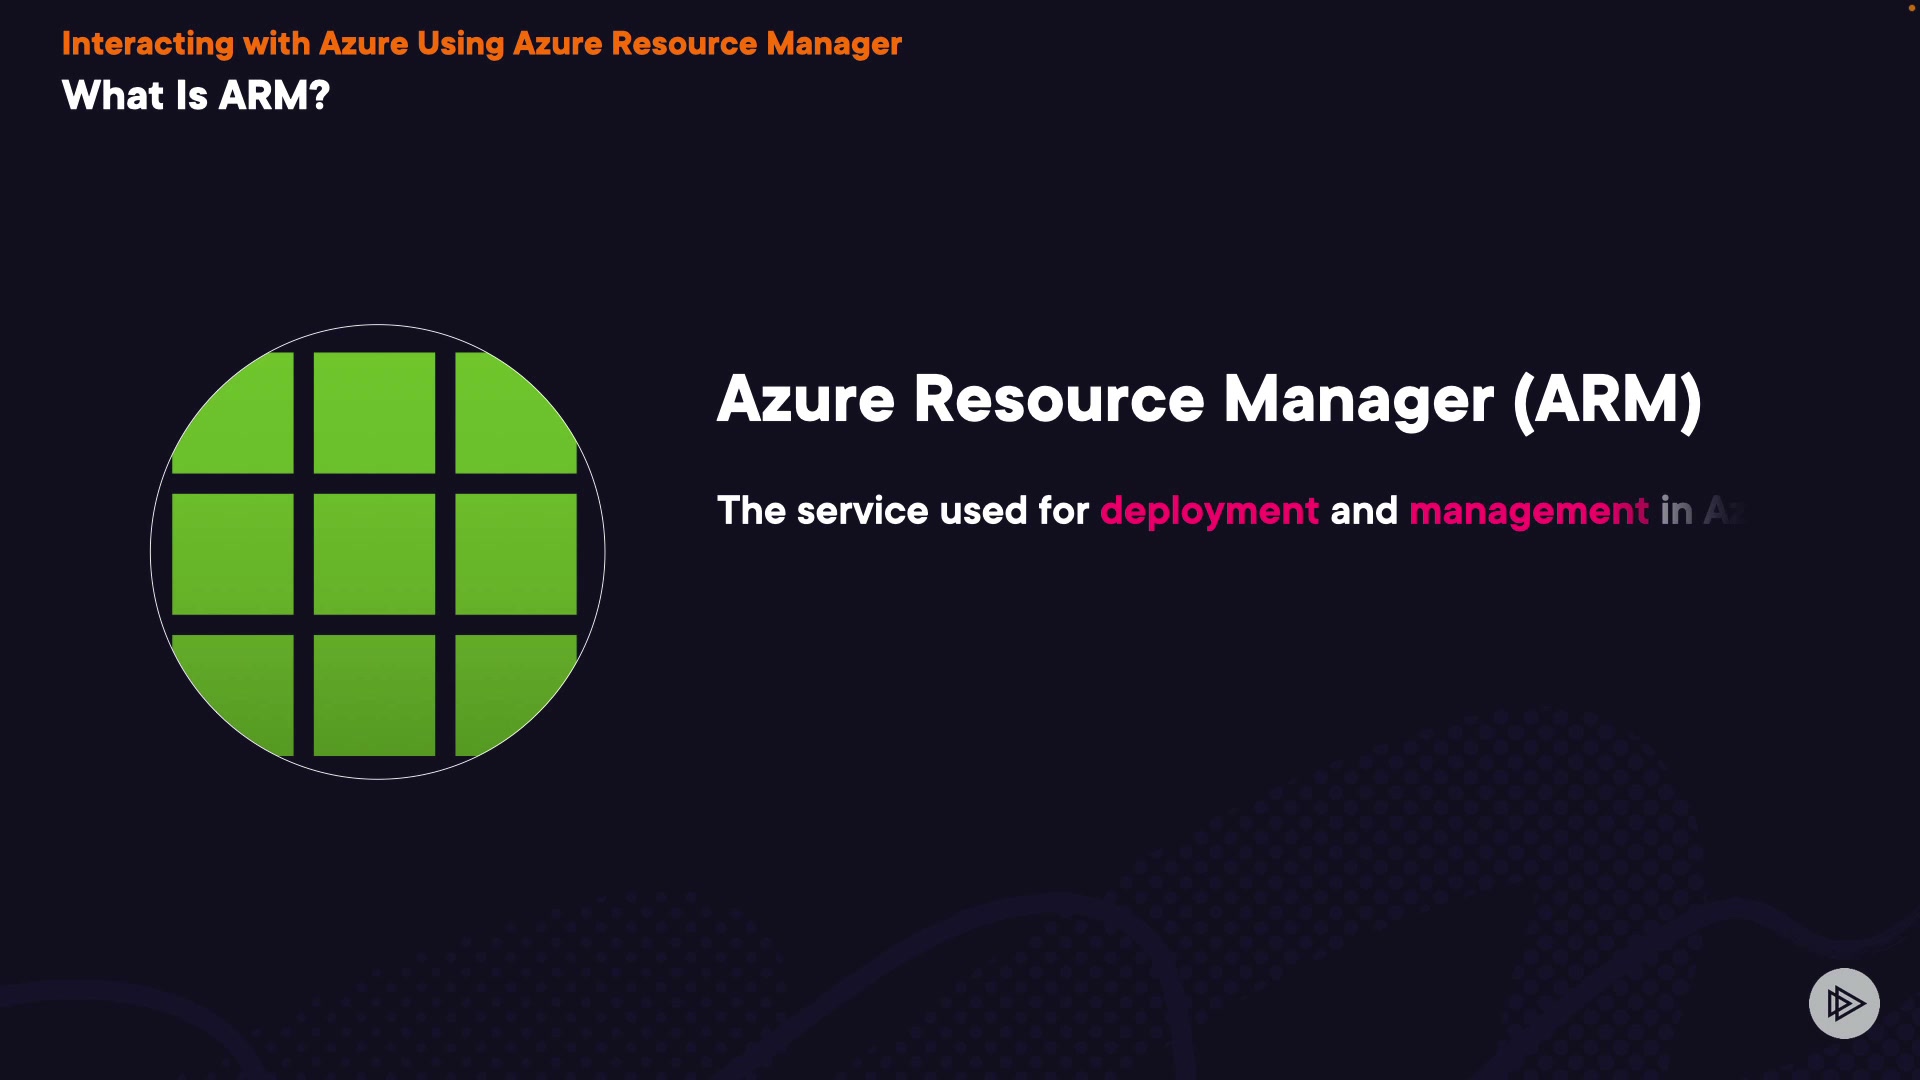 Interacting with Azure Using Azure Resource Manager
What Is ARM?
Azure Resource Manager (ARM)
The service used for deployment and management in Az